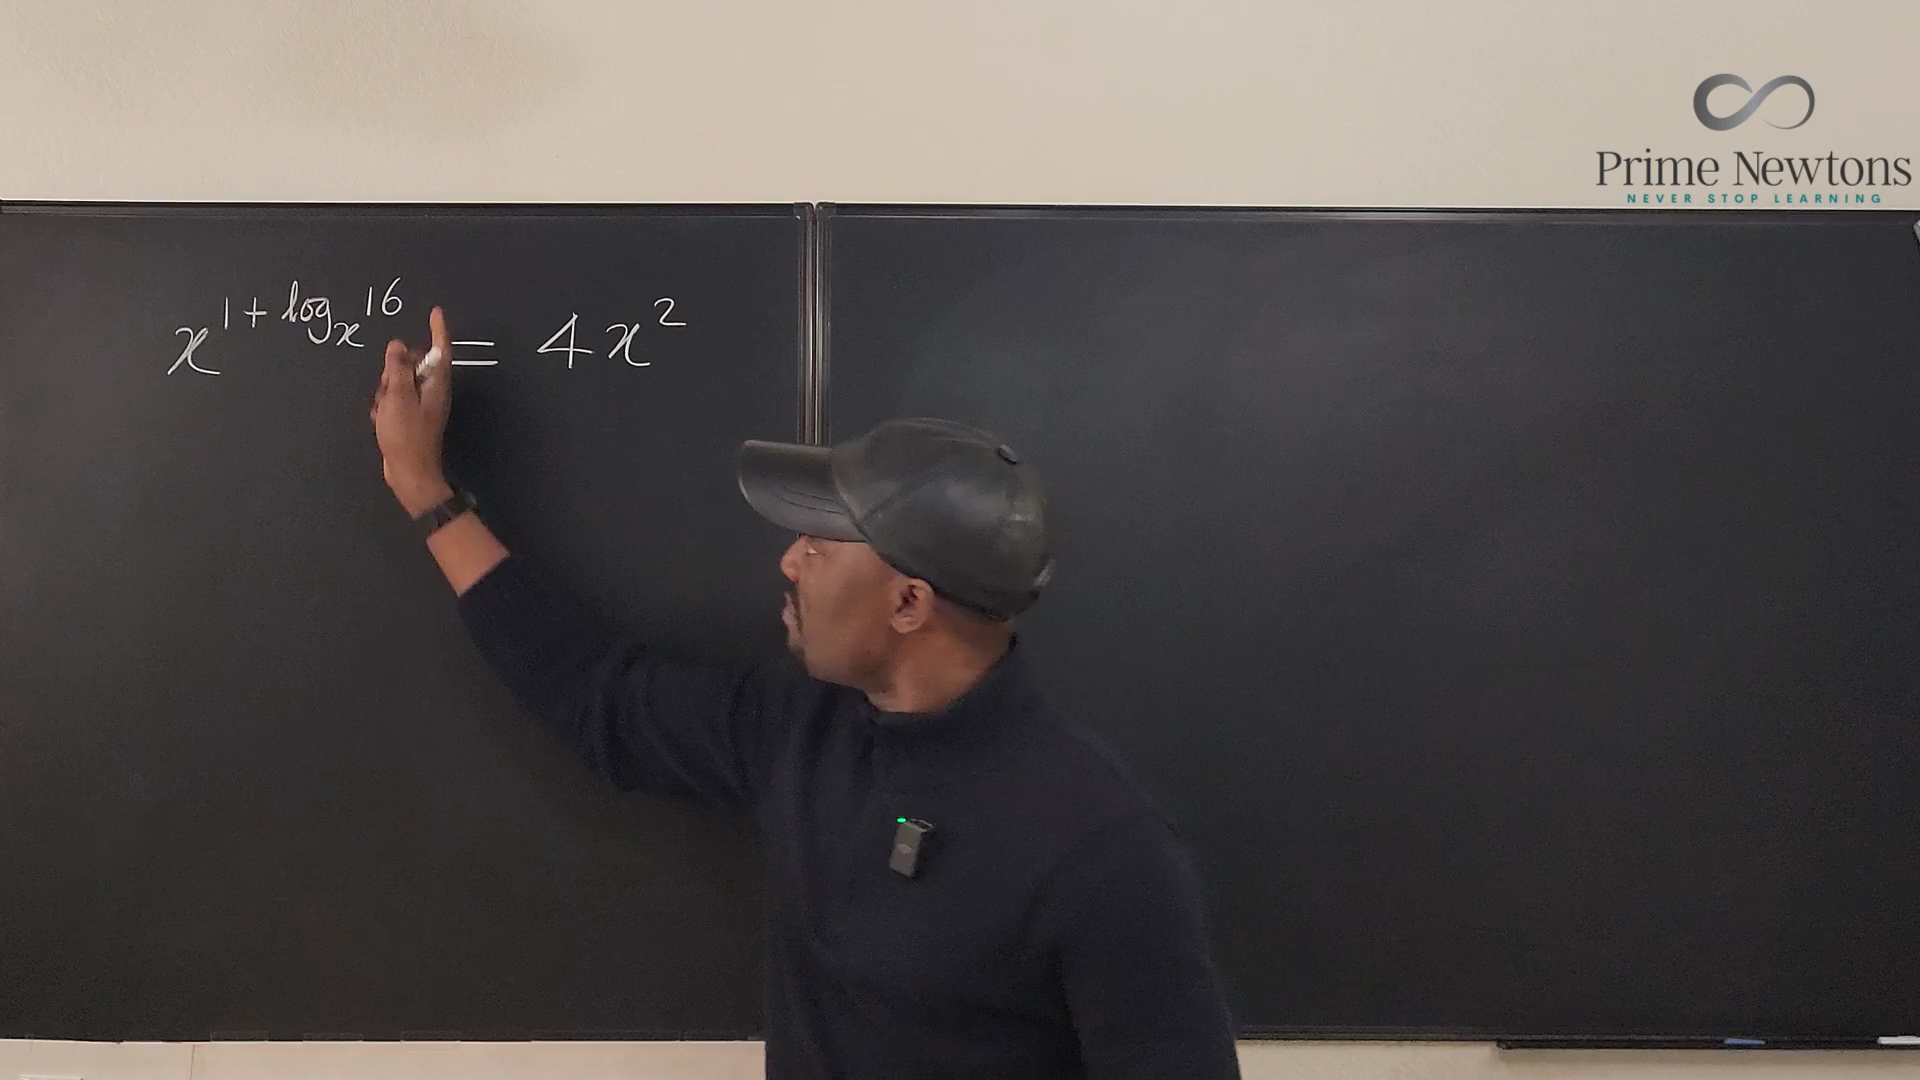 Prime Newtons
NEVER STOP LEARNING
x^{1 + log_x 16} = 4x^2